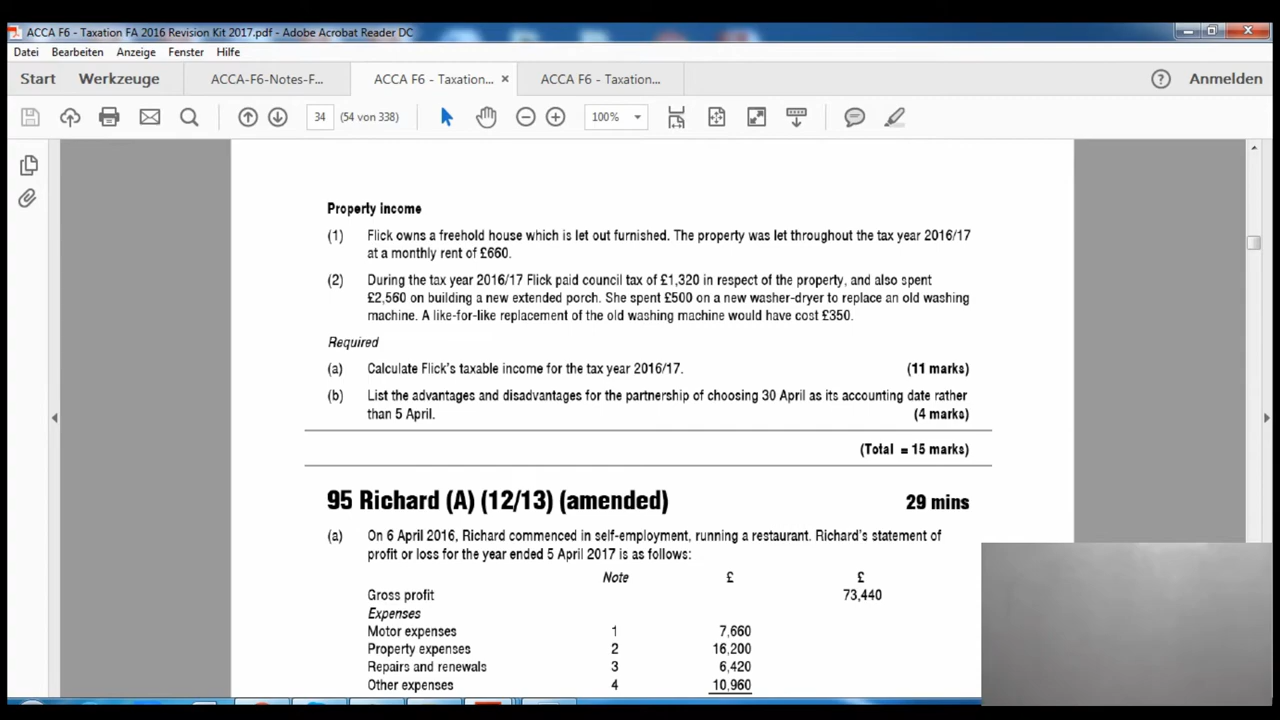 ACCA F6 - Taxation FA 2016 Revision Kit 2017.pdf - Adobe Acrobat Reader DC
Datei Bearbeiten Anzeige Fenster Hilfe
Start Werkzeuge ACCA-F6-Notes-F... ACCA F6 - Taxation... × ACCA F6 - Taxation... ? Anmelden
34 (54 von 338) 100%
Property income
(1) Flick owns a freehold house which is let out furnished. The property was let throughout the tax year 2016/17
at a monthly rent of £660.
(2) During the tax year 2016/17 Flick paid council tax of £1,320 in respect of the property, and also spent
£2,560 on building a new extended porch. She spent £500 on a new washer-dryer to replace an old washing
machine. A like-for-like replacement of the old washing machine would have cost £350.
Required
(a) Calculate Flick's taxable income for the tax year 2016/17. (11 marks)
(b) List the advantages and disadvantages for the partnership of choosing 30 April as its accounting date rather
than 5 April. (4 marks)
(Total = 15 marks)
95 Richard (A) (12/13) (amended) 29 mins
(a) On 6 April 2016, Richard commenced in self-employment, running a restaurant. Richard's statement of
profit or loss for the year ended 5 April 2017 is as follows:
Note £ £
Gross profit 73,440
Expenses
Motor expenses 1 7,660
Property expenses 2 16,200
Repairs and renewals 3 6,420
Other expenses 4 10,960